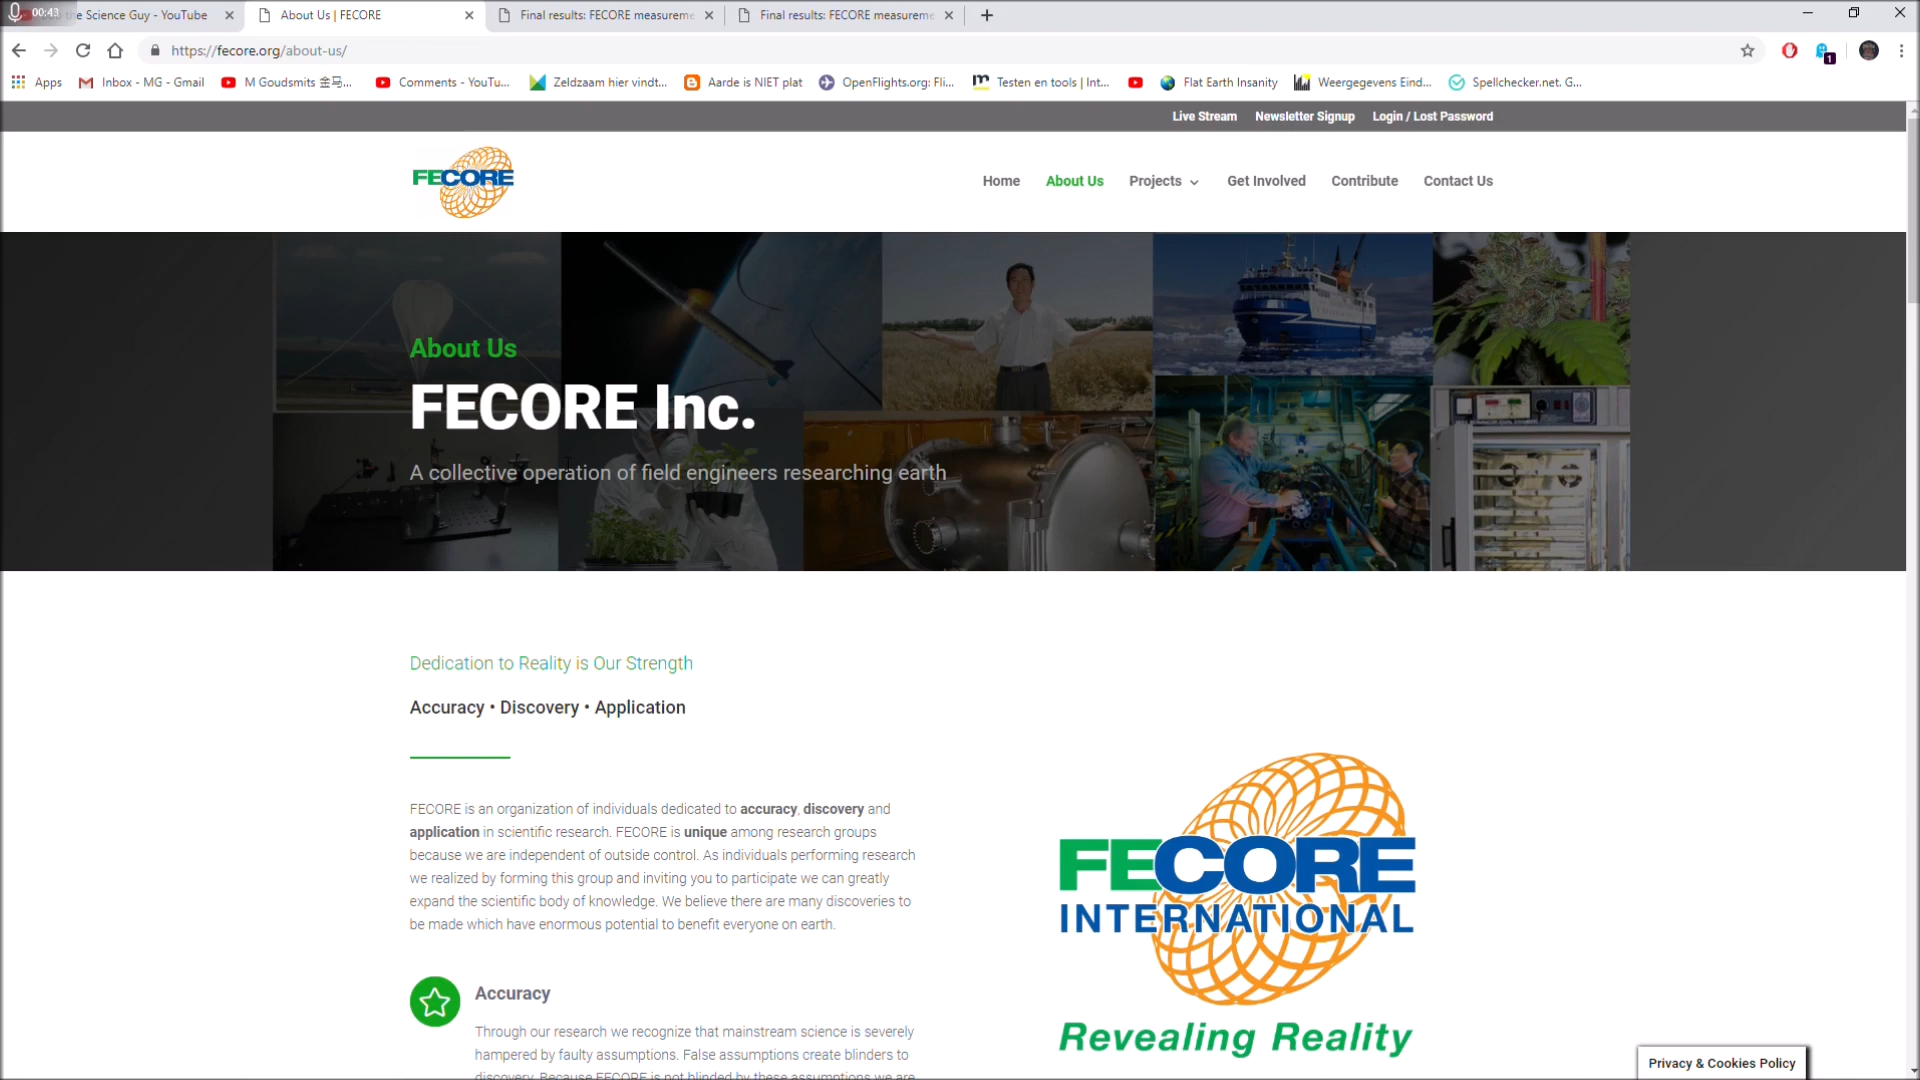 00:43
the Science Guy - YouTube
About Us | FECORE
Final results: FECORE measureme
Final results: FECORE measureme
https://fecore.org/about-us/
1
Apps
Inbox - MG - Gmail
M Goudsmits 金马...
Comments - YouTu...
Zeldzaam hier vindt...
Aarde is NIET plat
OpenFlights.org: Fli...
Testen en tools | Int...
Flat Earth Insanity
Weergegevens Eind...
Spellchecker.net. G...
Live Stream
Newsletter Signup
Login / Lost Password
FECORE
Home
About Us
Projects
Get Involved
Contribute
Contact Us
About Us
FECORE Inc.
A collective operation of field engineers researching earth
Dedication to Reality is Our Strength
Accuracy • Discovery • Application
FECORE is an organization of individuals dedicated to accuracy, discovery and
application in scientific research. FECORE is unique among research groups
because we are independent of outside control. As individuals performing research
we realized by forming this group and inviting you to participate we can greatly
expand the scientific body of knowledge. We believe there are many discoveries to
be made which have enormous potential to benefit everyone on earth.
Accuracy
Through our research we recognize that mainstream science is severely
hampered by faulty assumptions. False assumptions create blinders to
discovery. Because FECORE is not blinded by these assumptions we are
FECORE
INTERNATIONAL
Revealing Reality
Privacy & Cookies Policy